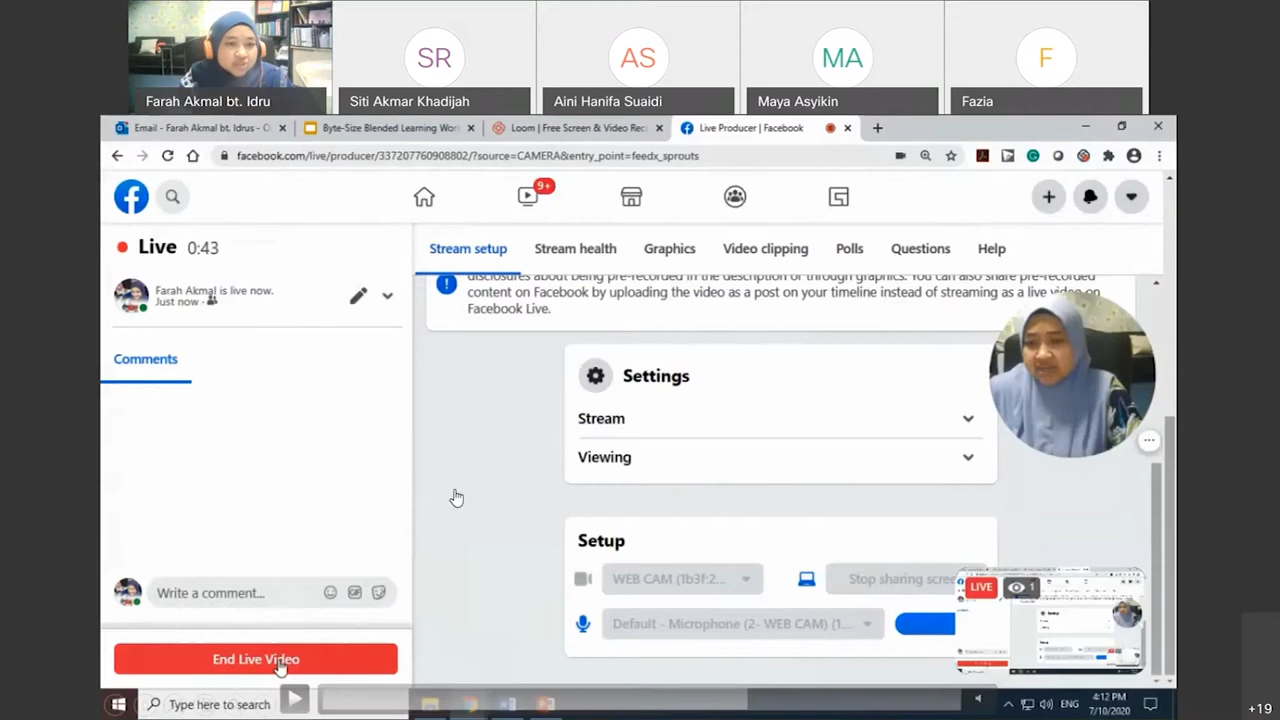 SR
AS
MA
F
Farah Akmal bt. Idru
Siti Akmar Khadijah
Aini Hanifa Suaidi
Maya Asyikin
Fazia
Email - Farah Akmal bt. Idrus - O
Byte-Size Blended Learning Wor
Loom | Free Screen & Video Rec
Live Producer | Facebook
facebook.com/live/producer/337207760908802/?source=CAMERA&entry_point=feedx_sprouts
9+
Live 0:43
Stream setup
Stream health
Graphics
Video clipping
Polls
Questions
Help
disclosures about being pre-recorded in the description or through graphics. You can also share pre-recorded
content on Facebook by uploading the video as a post on your timeline instead of streaming as a live video on
Facebook Live.
Farah Akmal is live now.
Just now ·
Comments
Settings
Stream
Viewing
Setup
WEB CAM (1b3f:2...
Stop sharing scree
Default - Microphone (2- WEB CAM) (1...
LIVE
1
Write a comment...
GIF
End Live Video
Type here to search
ENG
4:12 PM
7/10/2020
+19